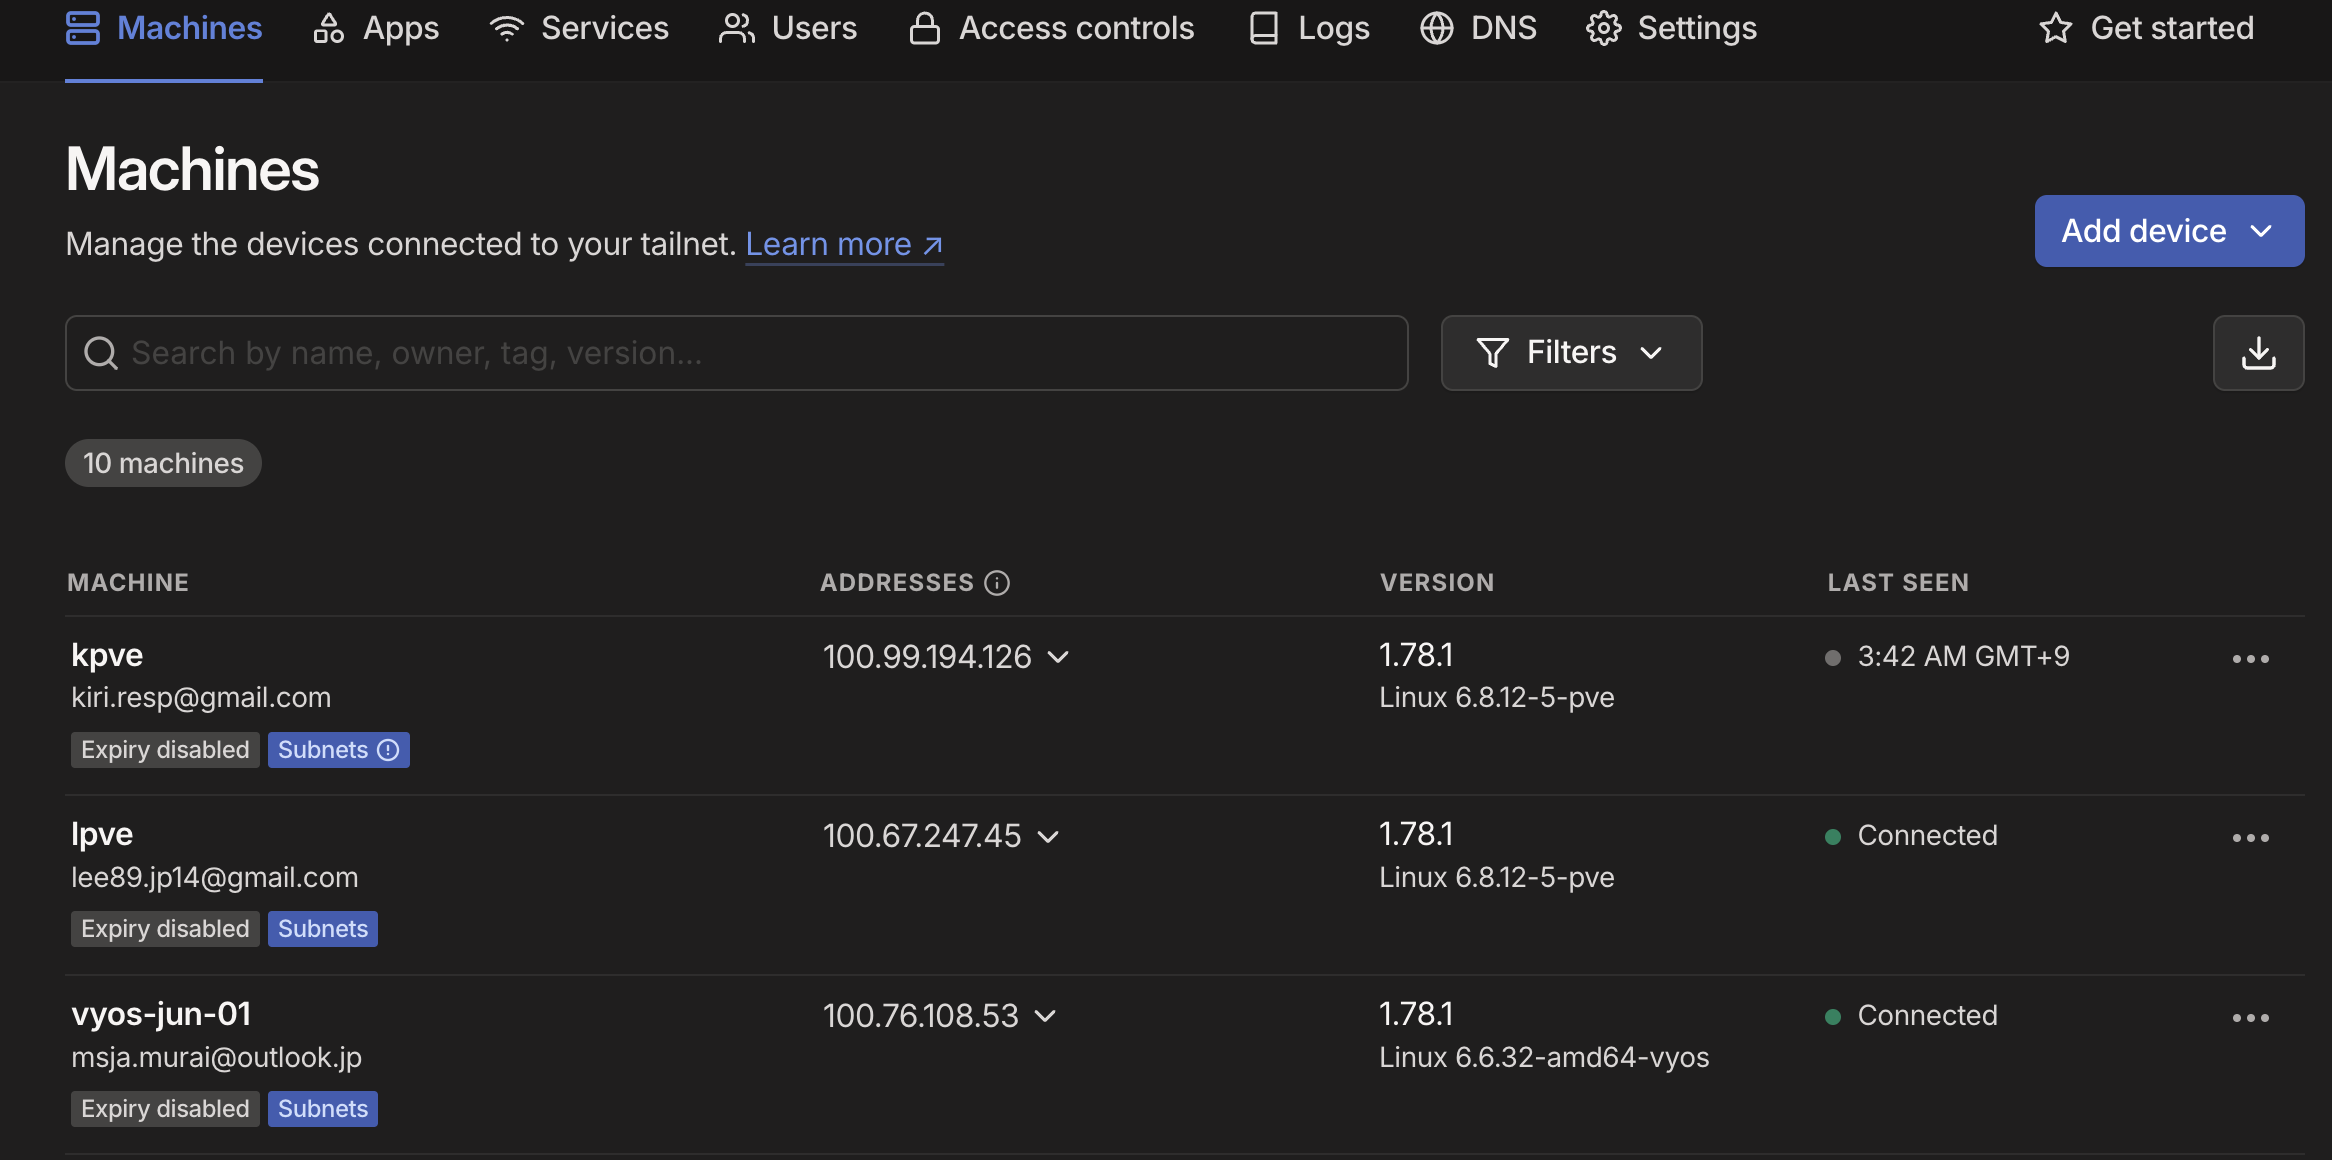 Machines Apps Services Users Access controls Logs DNS Settings Get started
Machines
Manage the devices connected to your tailnet. Learn more ↗
Add device
Search by name, owner, tag, version...
Filters
10 machines
MACHINE ADDRESSES VERSION LAST SEEN
kpve 100.99.194.126 1.78.1 3:42 AM GMT+9
kiri.resp@gmail.com Linux 6.8.12-5-pve
Expiry disabled Subnets
lpve 100.67.247.45 1.78.1 Connected
lee89.jp14@gmail.com Linux 6.8.12-5-pve
Expiry disabled Subnets
vyos-jun-01 100.76.108.53 1.78.1 Connected
msja.murai@outlook.jp Linux 6.6.32-amd64-vyos
Expiry disabled Subnets